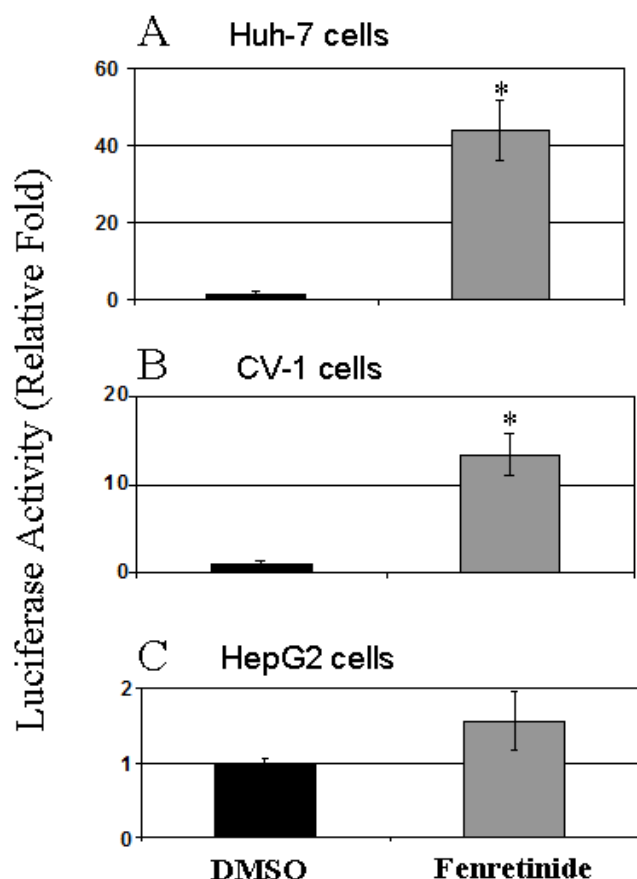 Luciferase Activity (Relative Fold)
A Huh-7 cells
60
*
40
20
0
B CV-1 cells
20
*
10
0
C HepG2 cells
2
1
0
DMSO Fenretinide